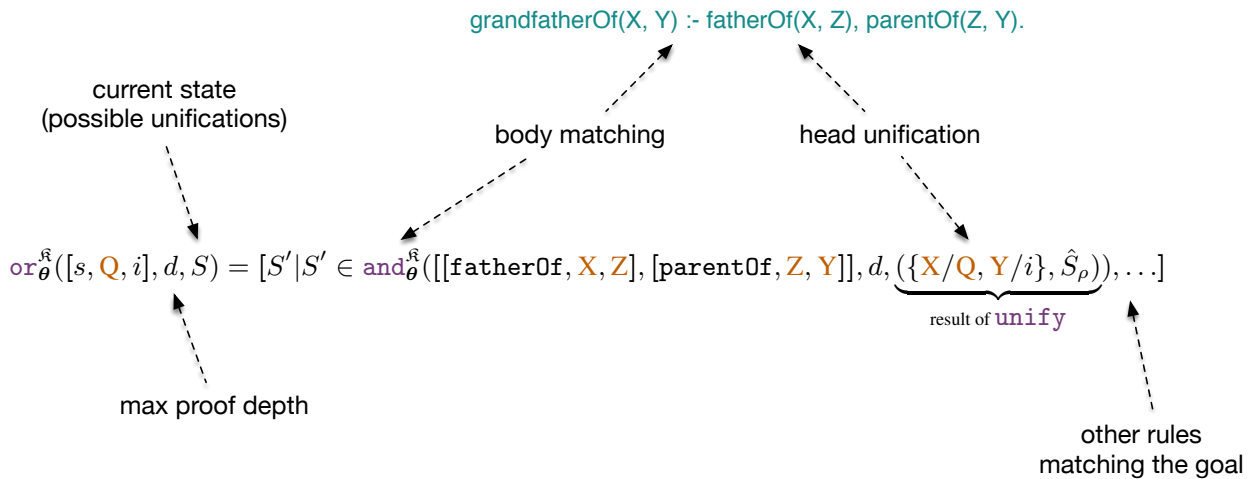 grandfatherOf(X, Y) :- fatherOf(X, Z), parentOf(Z, Y).
current state
(possible unifications)
body matching
head unification
or^𝔎_θ([s, Q, i], d, S) = [S′|S′ ∈ and^𝔎_θ([[fatherOf, X, Z], [parentOf, Z, Y]], d, ({X/Q, Y/i}, Ŝ_ρ)), . . .]
result of unify
max proof depth
other rules
matching the goal